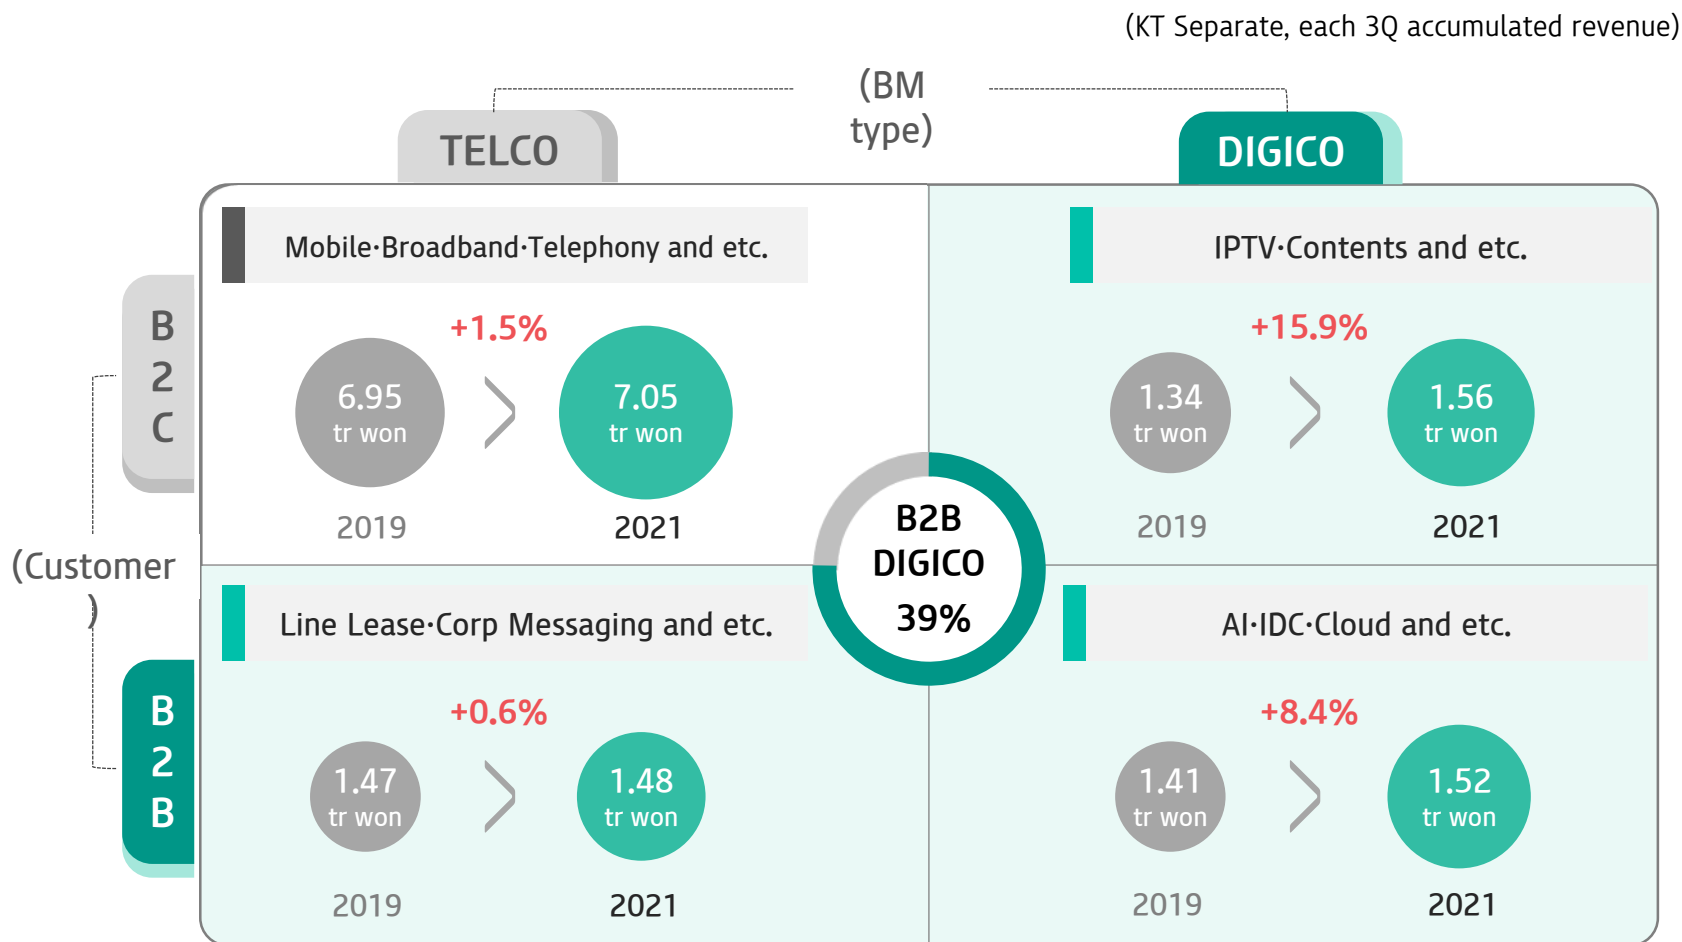 (KT Separate, each 3Q accumulated revenue)
(BM
type)
TELCO
DIGICO
Mobile·Broadband·Telephony and etc.
IPTV·Contents and etc.
B
2
C
+1.5%
6.95
tr won
7.05
tr won
2019
2021
+15.9%
1.34
tr won
1.56
tr won
2019
2021
B2B
DIGICO
39%
(Customer
)
Line Lease·Corp Messaging and etc.
AI·IDC·Cloud and etc.
B
2
B
+0.6%
1.47
tr won
1.48
tr won
2019
2021
+8.4%
1.41
tr won
1.52
tr won
2019
2021